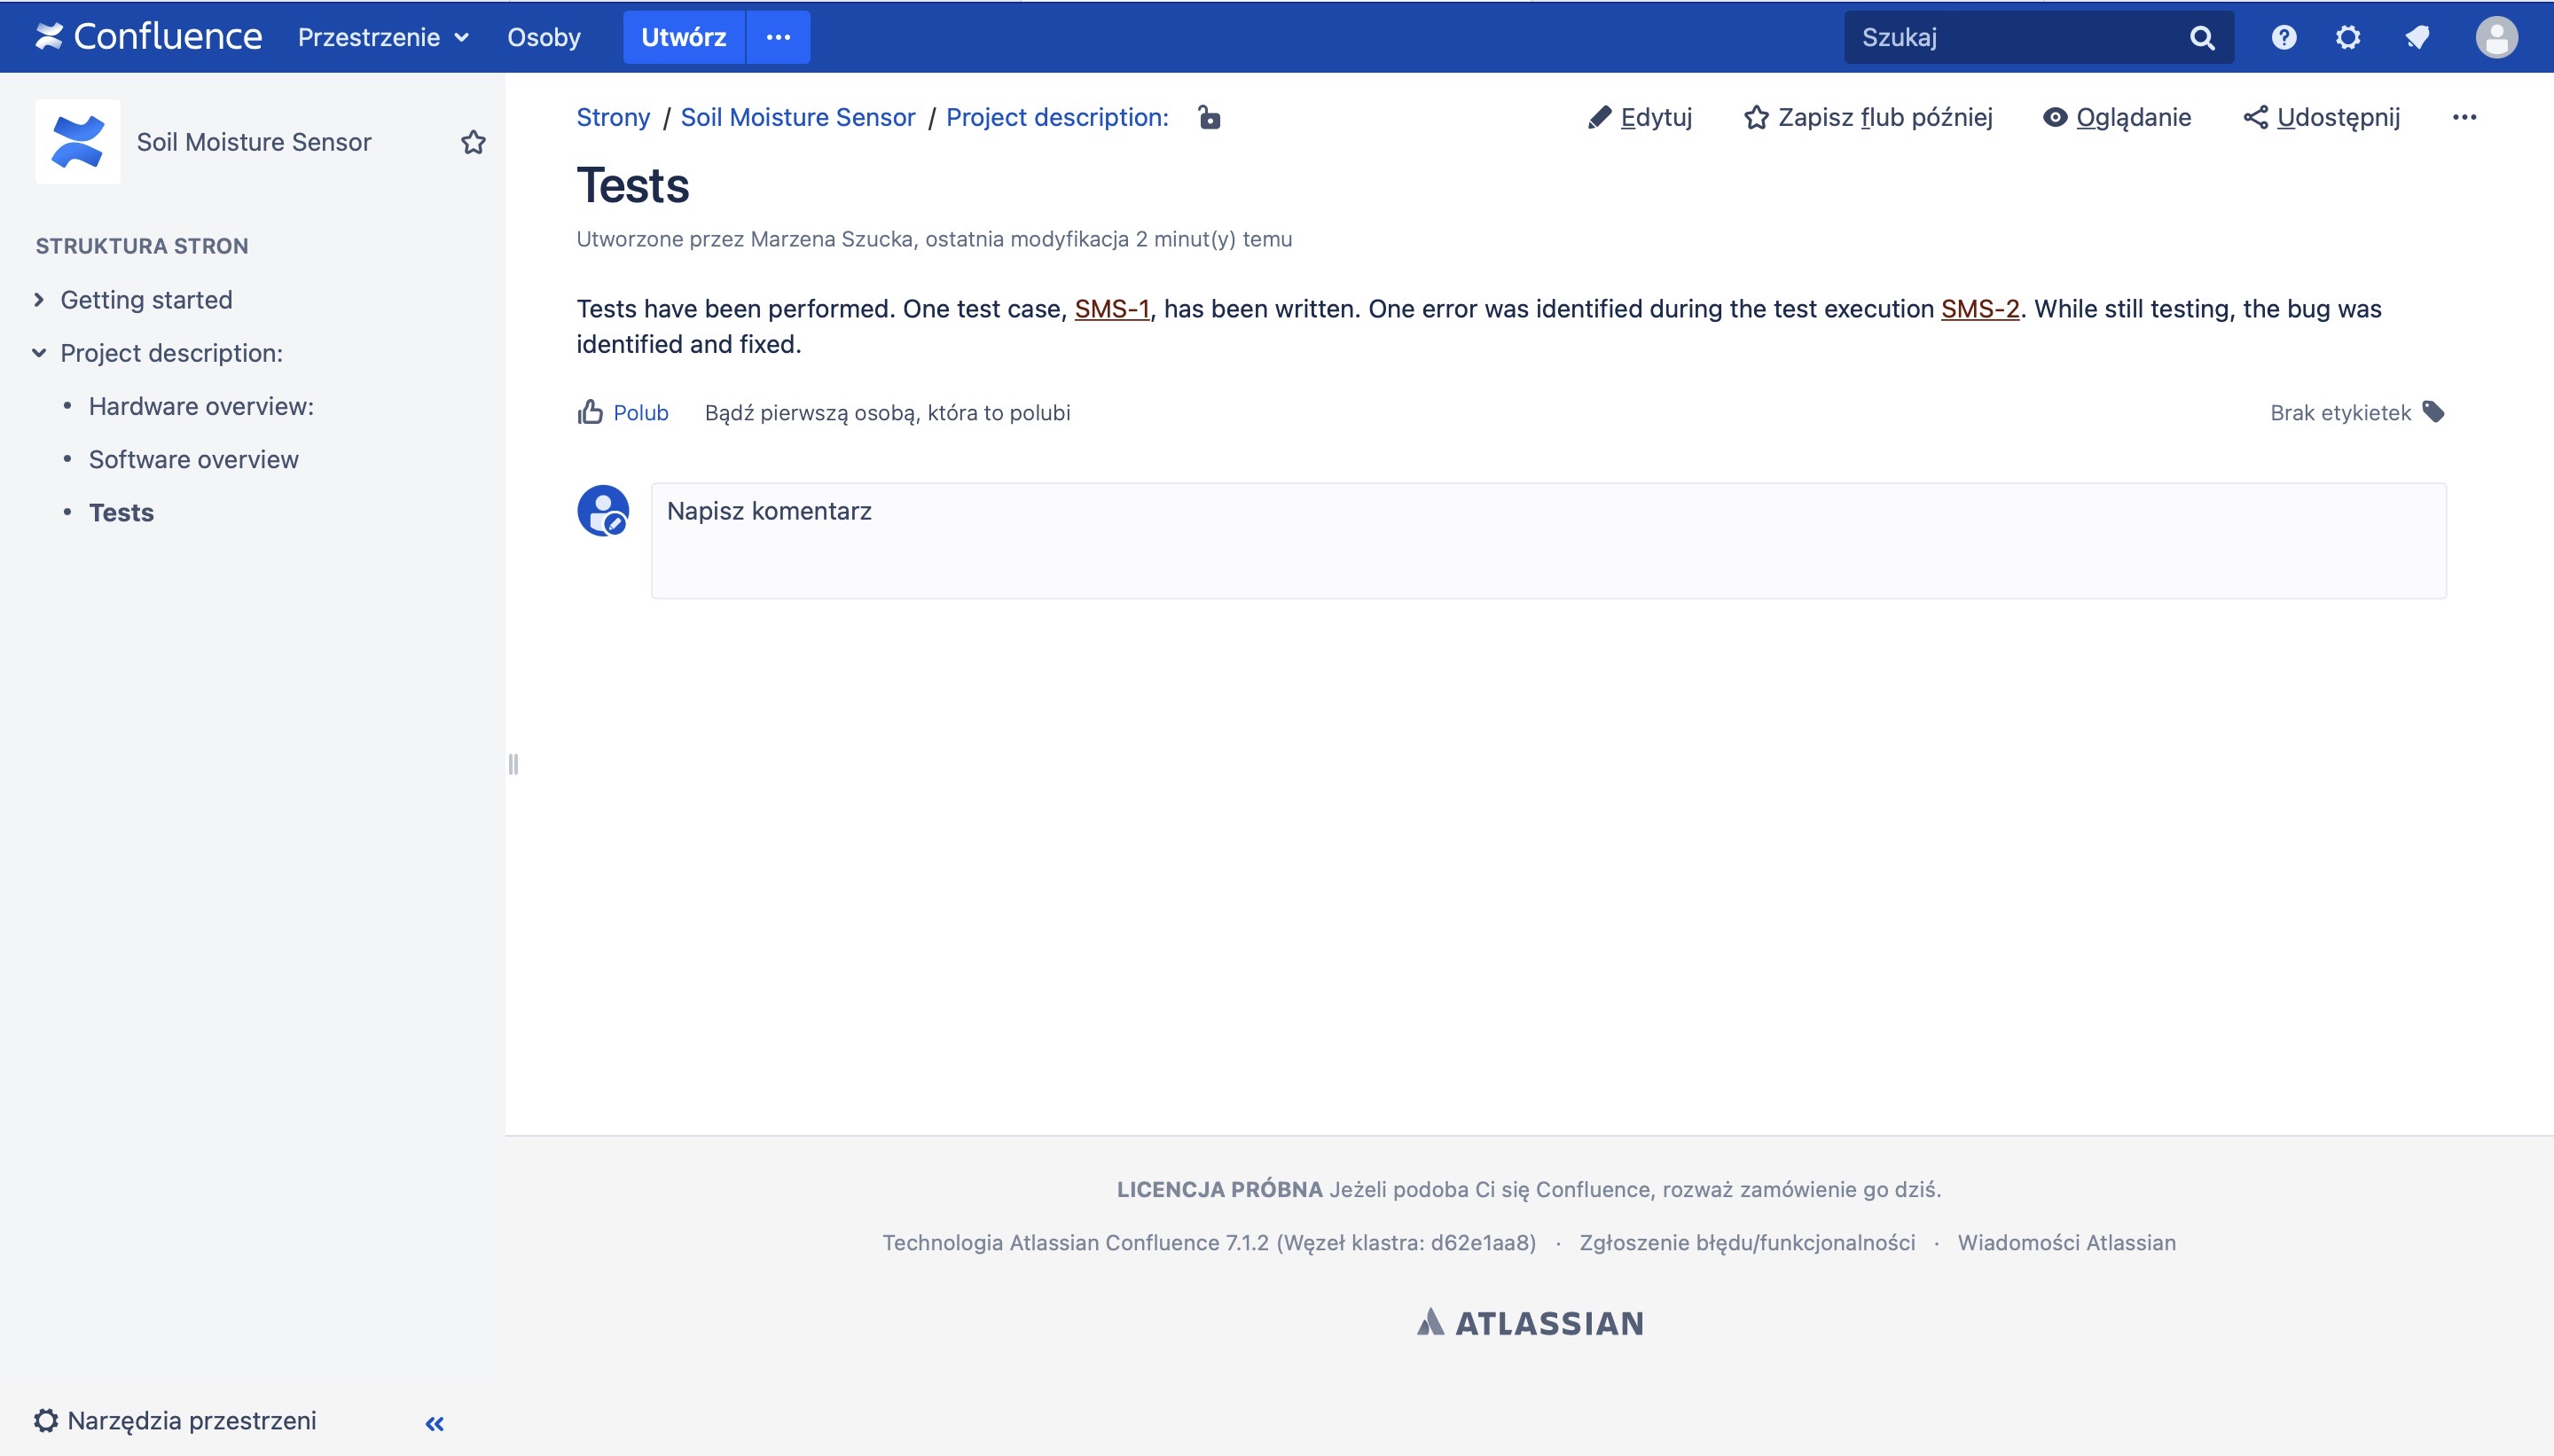 Confluence Przestrzenie Osoby Utwórz Szukaj
Soil Moisture Sensor
STRUKTURA STRON
Getting started
Project description:
Hardware overview:
Software overview
Tests
Narzędzia przestrzeni
Strony / Soil Moisture Sensor / Project description: Edytuj Zapisz flub później Oglądanie Udostępnij
Tests
Utworzone przez Marzena Szucka, ostatnia modyfikacja 2 minut(y) temu
Tests have been performed. One test case, SMS-1, has been written. One error was identified during the test execution SMS-2. While still testing, the bug was
identified and fixed.
Polub Bądź pierwszą osobą, która to polubi Brak etykietek
Napisz komentarz
LICENCJA PRÓBNA Jeżeli podoba Ci się Confluence, rozważ zamówienie go dziś.
Technologia Atlassian Confluence 7.1.2 (Węzeł klastra: d62e1aa8) · Zgłoszenie błędu/funkcjonalności · Wiadomości Atlassian
ATLASSIAN